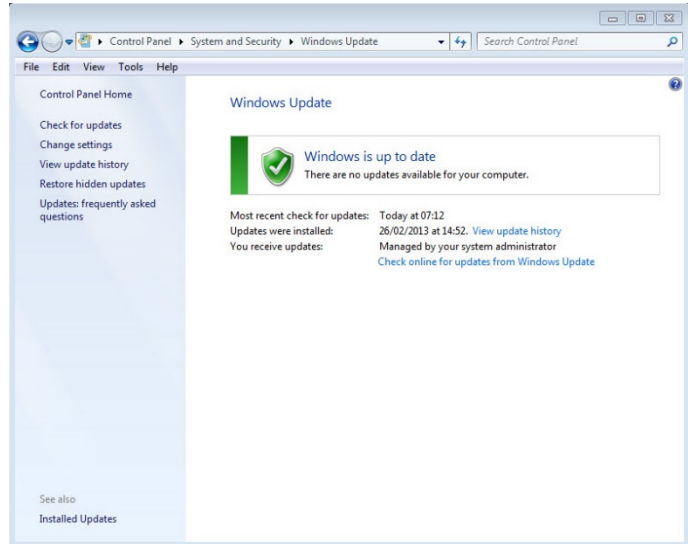 Control Panel ▸ System and Security ▸ Windows Update
Search Control Panel
File Edit View Tools Help
Control Panel Home
Check for updates
Change settings
View update history
Restore hidden updates
Updates: frequently asked
questions
See also
Installed Updates
Windows Update
Windows is up to date
There are no updates available for your computer.
Most recent check for updates: Today at 07:12
Updates were installed: 26/02/2013 at 14:52. View update history
You receive updates: Managed by your system administrator
Check online for updates from Windows Update